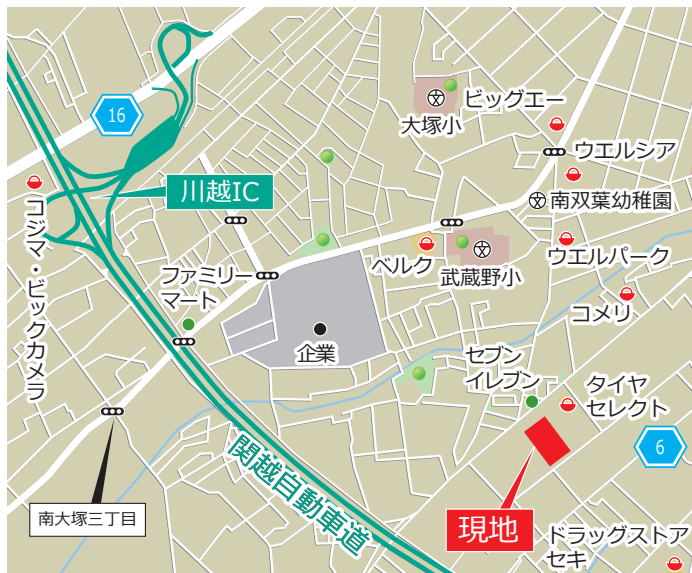 16
大塚小
ビッグエー
ウエルシア
南双葉幼稚園
川越IC
コジマ・ビックカメラ
ファミリー
マート
ベルク
武蔵野小
ウエルパーク
コメリ
企業
セブン
イレブン
タイヤ
セレクト
6
関越自動車道
南大塚三丁目
現地
ドラッグストア
セキ